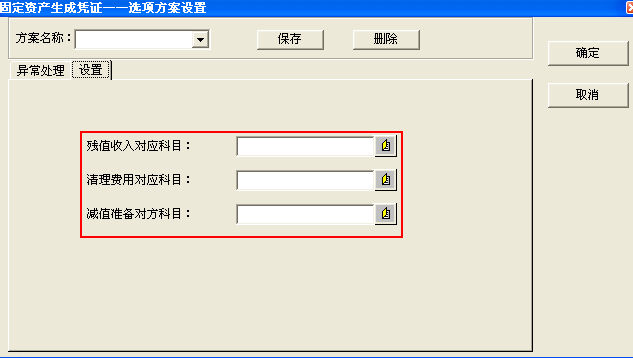 固定资产生成凭证——选项方案设置
方案名称：
保存
删除
确定
异常处理
设置
取消
残值收入对应科目：
清理费用对应科目：
减值准备对方科目：